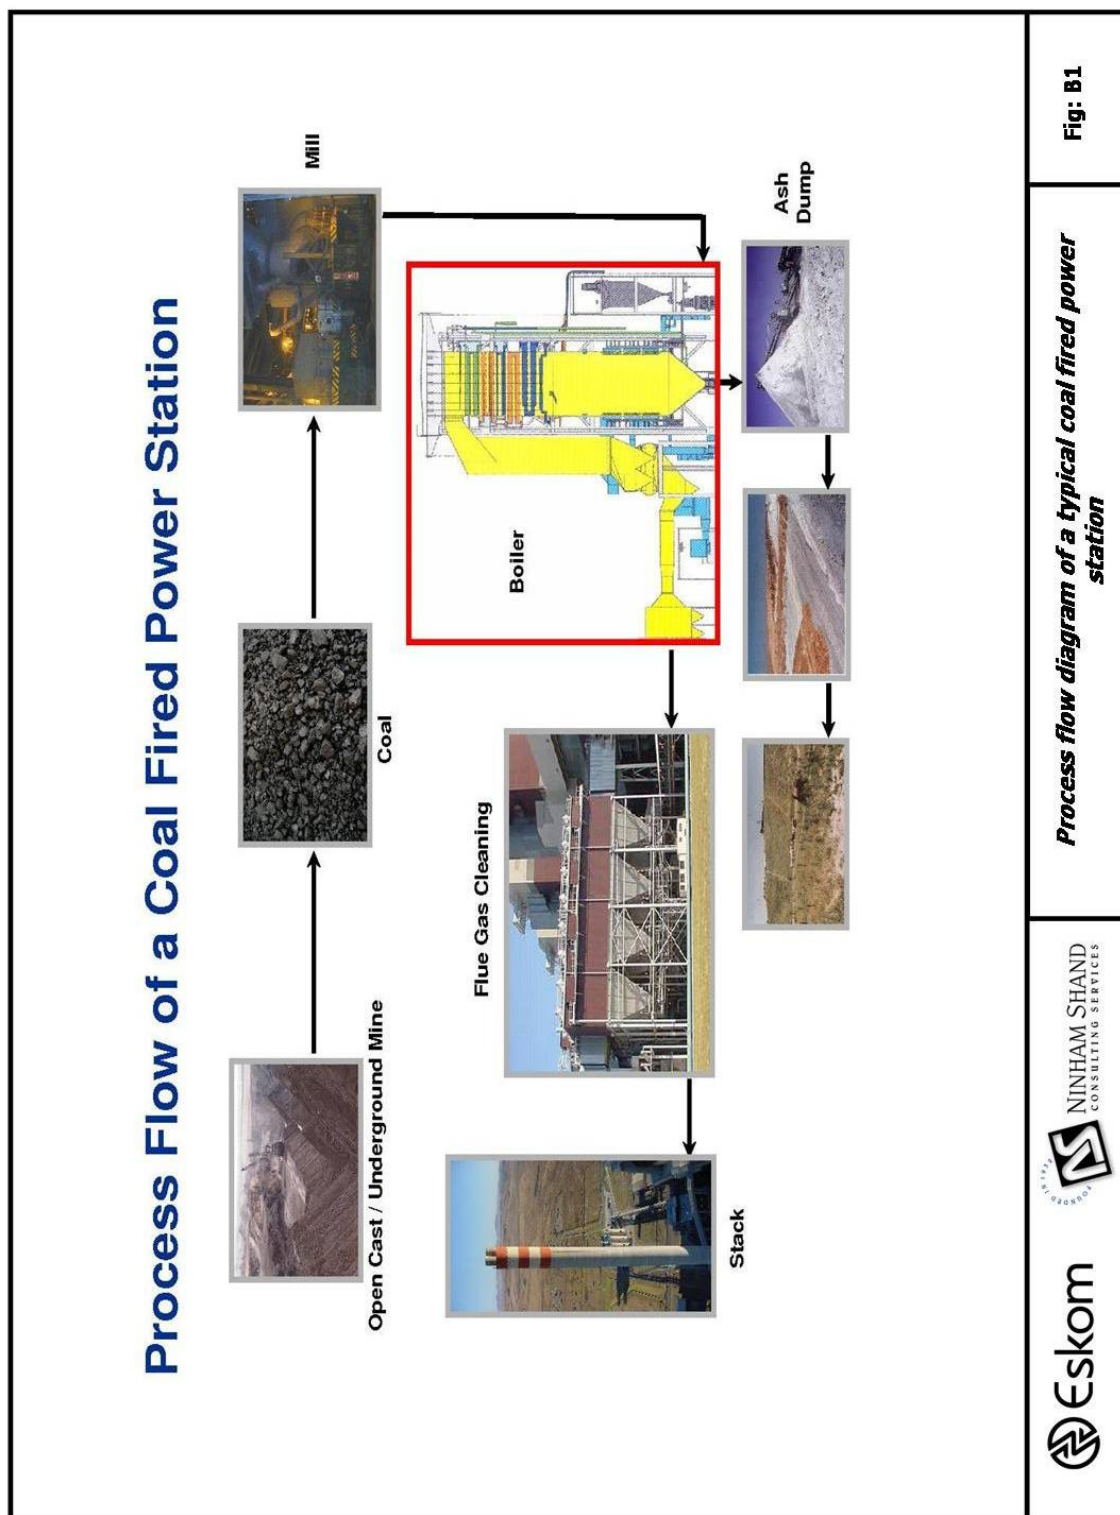 Process Flow of a Coal Fired Power Station
Open Cast / Underground Mine
Coal
Mill
Boiler
Flue Gas Cleaning
Stack
Ash
Dump
Eskom
NINHAM SHAND
CONSULTING SERVICES
Process flow diagram of a typical coal fired power
station
Fig: B1